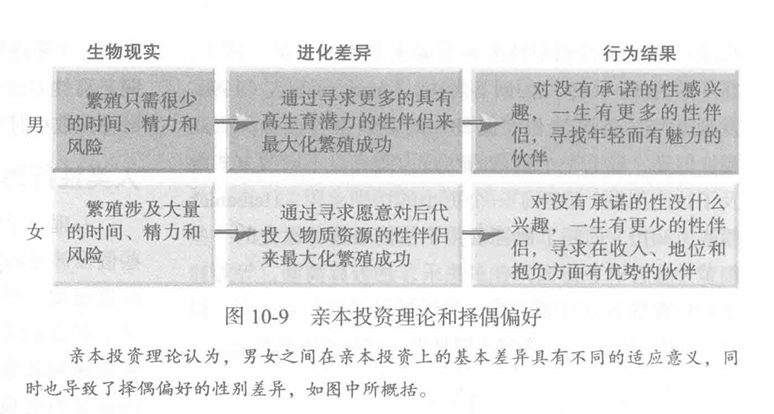 生物现实 进化差异 行为结果
男
繁殖只需很少
的时间、精力和
风险
通过寻求更多的具有
高生育潜力的性伴侣来
最大化繁殖成功
对没有承诺的性感兴
趣，一生有更多的性伴
侣，寻找年轻而有魅力的
伙伴
女
繁殖涉及大量
的时间、精力和
风险
通过寻求愿意对后代
投入物质资源的性伴侣
来最大化繁殖成功
对没有承诺的性没什么
兴趣，一生有更少的性伴
侣，寻求在收入、地位和
抱负方面有优势的伙伴
图 10-9 亲本投资理论和择偶偏好
亲本投资理论认为，男女之间在亲本投资上的基本差异具有不同的适应意义，同
时也导致了择偶偏好的性别差异，如图中所概括。